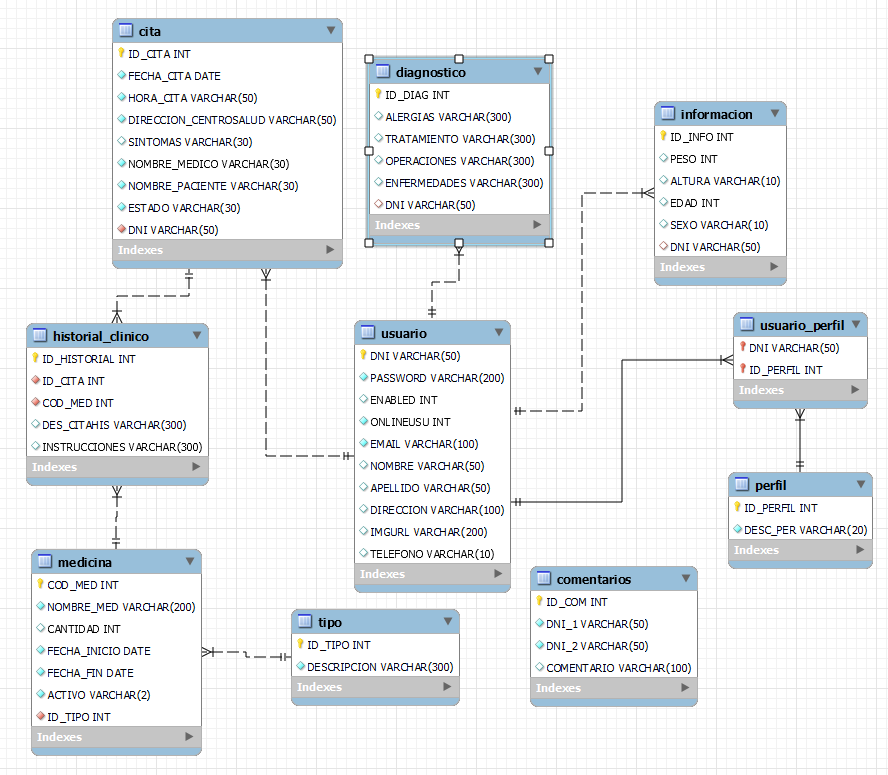 cita
ID_CITA INT
FECHA_CITA DATE
HORA_CITA VARCHAR(50)
DIRECCION_CENTROSALUD VARCHAR(50)
SINTOMAS VARCHAR(30)
NOMBRE_MEDICO VARCHAR(30)
NOMBRE_PACIENTE VARCHAR(30)
ESTADO VARCHAR(30)
DNI VARCHAR(50)
Indexes
diagnostico
ID_DIAG INT
ALERGIAS VARCHAR(300)
TRATAMIENTO VARCHAR(300)
OPERACIONES VARCHAR(300)
ENFERMEDADES VARCHAR(300)
DNI VARCHAR(50)
Indexes
informacion
ID_INFO INT
PESO INT
ALTURA VARCHAR(10)
EDAD INT
SEXO VARCHAR(10)
DNI VARCHAR(50)
Indexes
historial_clinico
ID_HISTORIAL INT
ID_CITA INT
COD_MED INT
DES_CITAHIS VARCHAR(300)
INSTRUCCIONES VARCHAR(300)
Indexes
usuario
DNI VARCHAR(50)
PASSWORD VARCHAR(200)
ENABLED INT
ONLINEUSU INT
EMAIL VARCHAR(100)
NOMBRE VARCHAR(50)
APELLIDO VARCHAR(50)
DIRECCION VARCHAR(100)
IMGURL VARCHAR(200)
TELEFONO VARCHAR(10)
Indexes
usuario_perfil
DNI VARCHAR(50)
ID_PERFIL INT
Indexes
perfil
ID_PERFIL INT
DESC_PER VARCHAR(20)
Indexes
medicina
COD_MED INT
NOMBRE_MED VARCHAR(200)
CANTIDAD INT
FECHA_INICIO DATE
FECHA_FIN DATE
ACTIVO VARCHAR(2)
ID_TIPO INT
Indexes
tipo
ID_TIPO INT
DESCRIPCION VARCHAR(300)
Indexes
comentarios
ID_COM INT
DNI_1 VARCHAR(50)
DNI_2 VARCHAR(50)
COMENTARIO VARCHAR(100)
Indexes